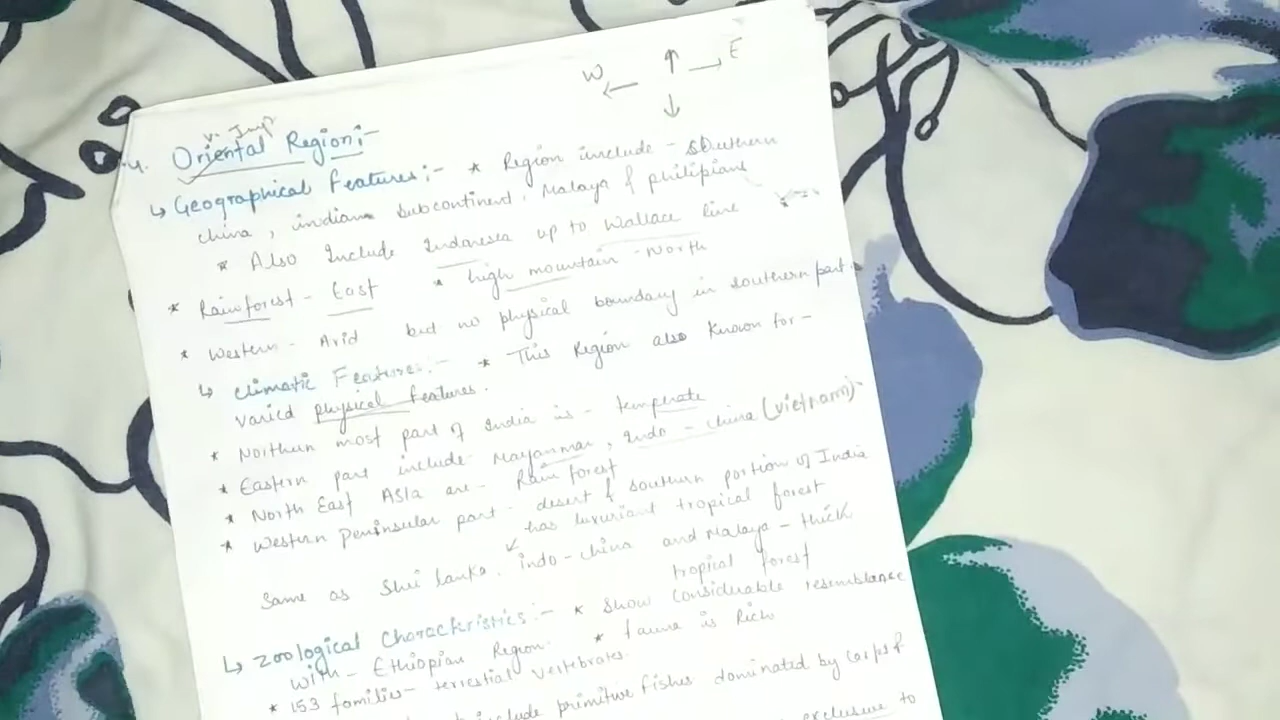 W ← ↑ → E
↓
v. Imp
4. Oriental Region:-
↳ Geographical Features:- * Region include - Southern
china, indian subcontinent, Malaya & philipians
* Also Include Indonesea up to Wallace line
* Rainforest - East * high mountain - North
* Western - Arid but no physical boundary in southern part.
↳ climatic Features:- * This Region also known for -
varied physical features.
* Northern most part of India is - temperate
* Eastern part include Mayanmar, Indo - china (vietnam).
* North East Asia are - Rain forest
* Western Peninsular part - desert & southern portion of India
has luxuriant tropical forest
Same as Shri lanka. indo - china and Malaya - thick
tropical forest
↳ Zoological Characteristics:- * show considerable resemblance
with - Ethiopian Region. * fauna is Rich
* 153 families - terrestial vertebrates.
include primitive fishes dominated by carps &
exclusive to